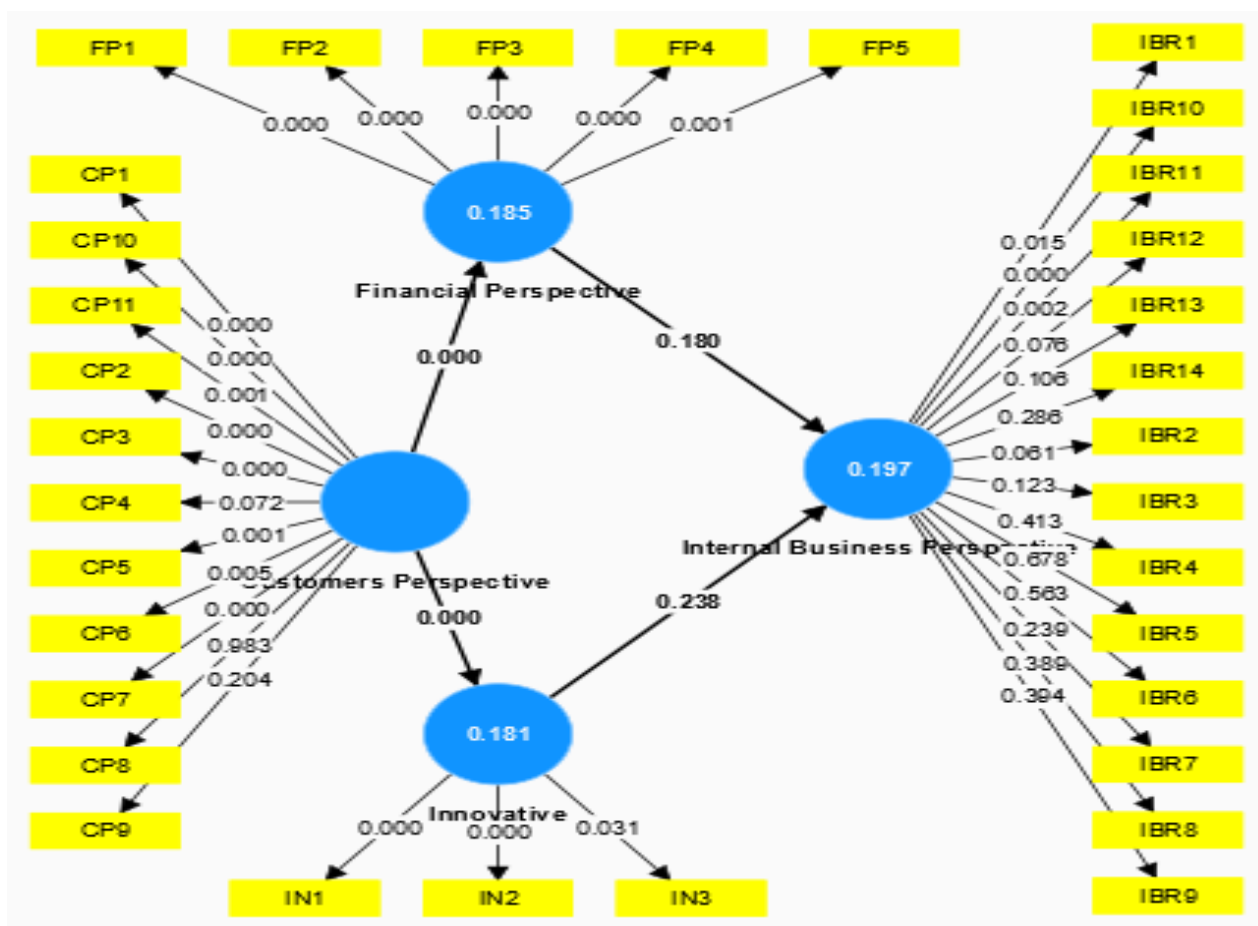 FP1 FP2 FP3 FP4 FP5
0.000 0.000 0.000 0.000 0.001
0.185
Financial Perspective
CP1
CP10
CP11
CP2
CP3
CP4
CP5
CP6
CP7
CP8
CP9
0.000
0.000
0.001
0.000
0.000
0.072
0.001
0.005
0.000
0.983
0.204
Customers Perspective
0.000
0.000
0.180
0.238
0.181
Innovative
0.000 0.000 0.031
IN1 IN2 IN3
0.197
Internal Business Perspective
0.015
0.000
0.002
0.076
0.106
0.286
0.061
0.123
0.413
0.678
0.563
0.239
0.389
0.394
IBR1
IBR10
IBR11
IBR12
IBR13
IBR14
IBR2
IBR3
IBR4
IBR5
IBR6
IBR7
IBR8
IBR9